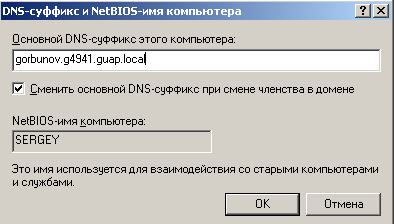 DNS-суффикс и NetBIOS-имя компьютера
Основной DNS-суффикс этого компьютера:
gorbunov.g4941.guap.local
Сменить основной DNS-суффикс при смене членства в домене
NetBIOS-имя компьютера:
SERGEY
Это имя используется для взаимодействия со старыми компьютерами
и службами.
OK
Отмена